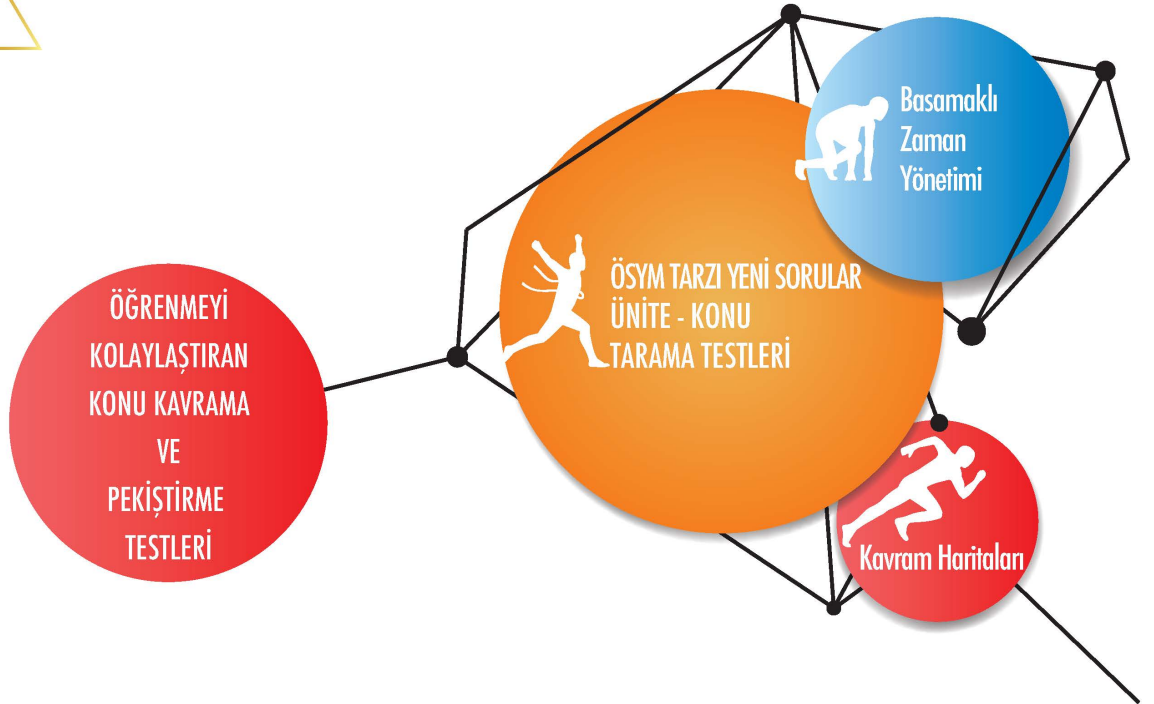 Basamaklı
Zaman
Yönetimi
ÖSYM TARZI YENİ SORULAR
ÜNİTE - KONU
TARAMA TESTLERİ
ÖĞRENMEYİ
KOLAYLAŞTIRAN
KONU KAVRAMA
VE
PEKİŞTİRME
TESTLERİ
Kavram Haritaları